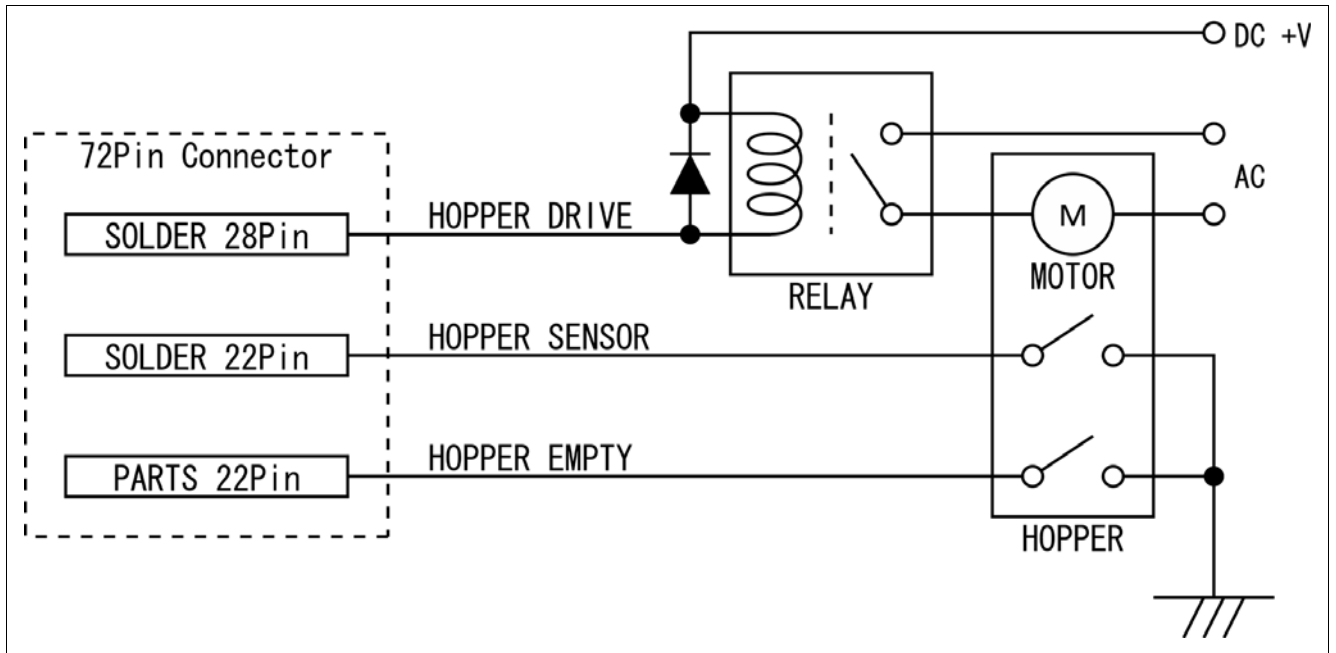 DC +V
72Pin Connector
AC
HOPPER DRIVE
M
SOLDER 28Pin
MOTOR
RELAY
HOPPER SENSOR
SOLDER 22Pin
HOPPER EMPTY
PARTS 22Pin
HOPPER